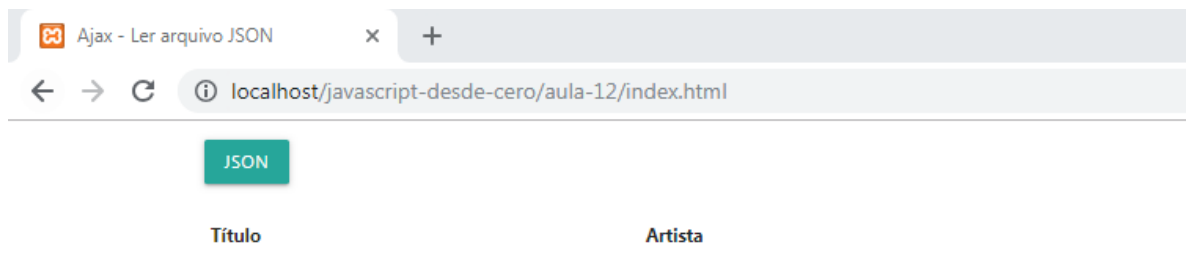 Ajax - Ler arquivo JSON
localhost/javascript-desde-cero/aula-12/index.html
JSON
Título Artista